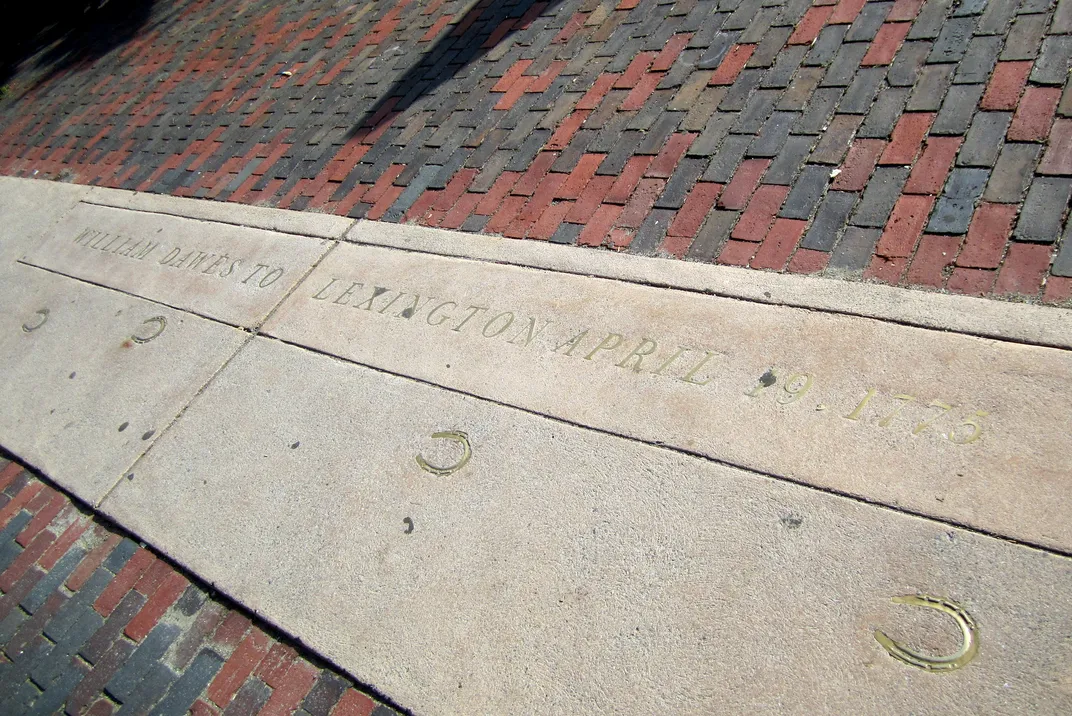 WILLIAM DAWES TO LEXINGTON APRIL 19, 1775